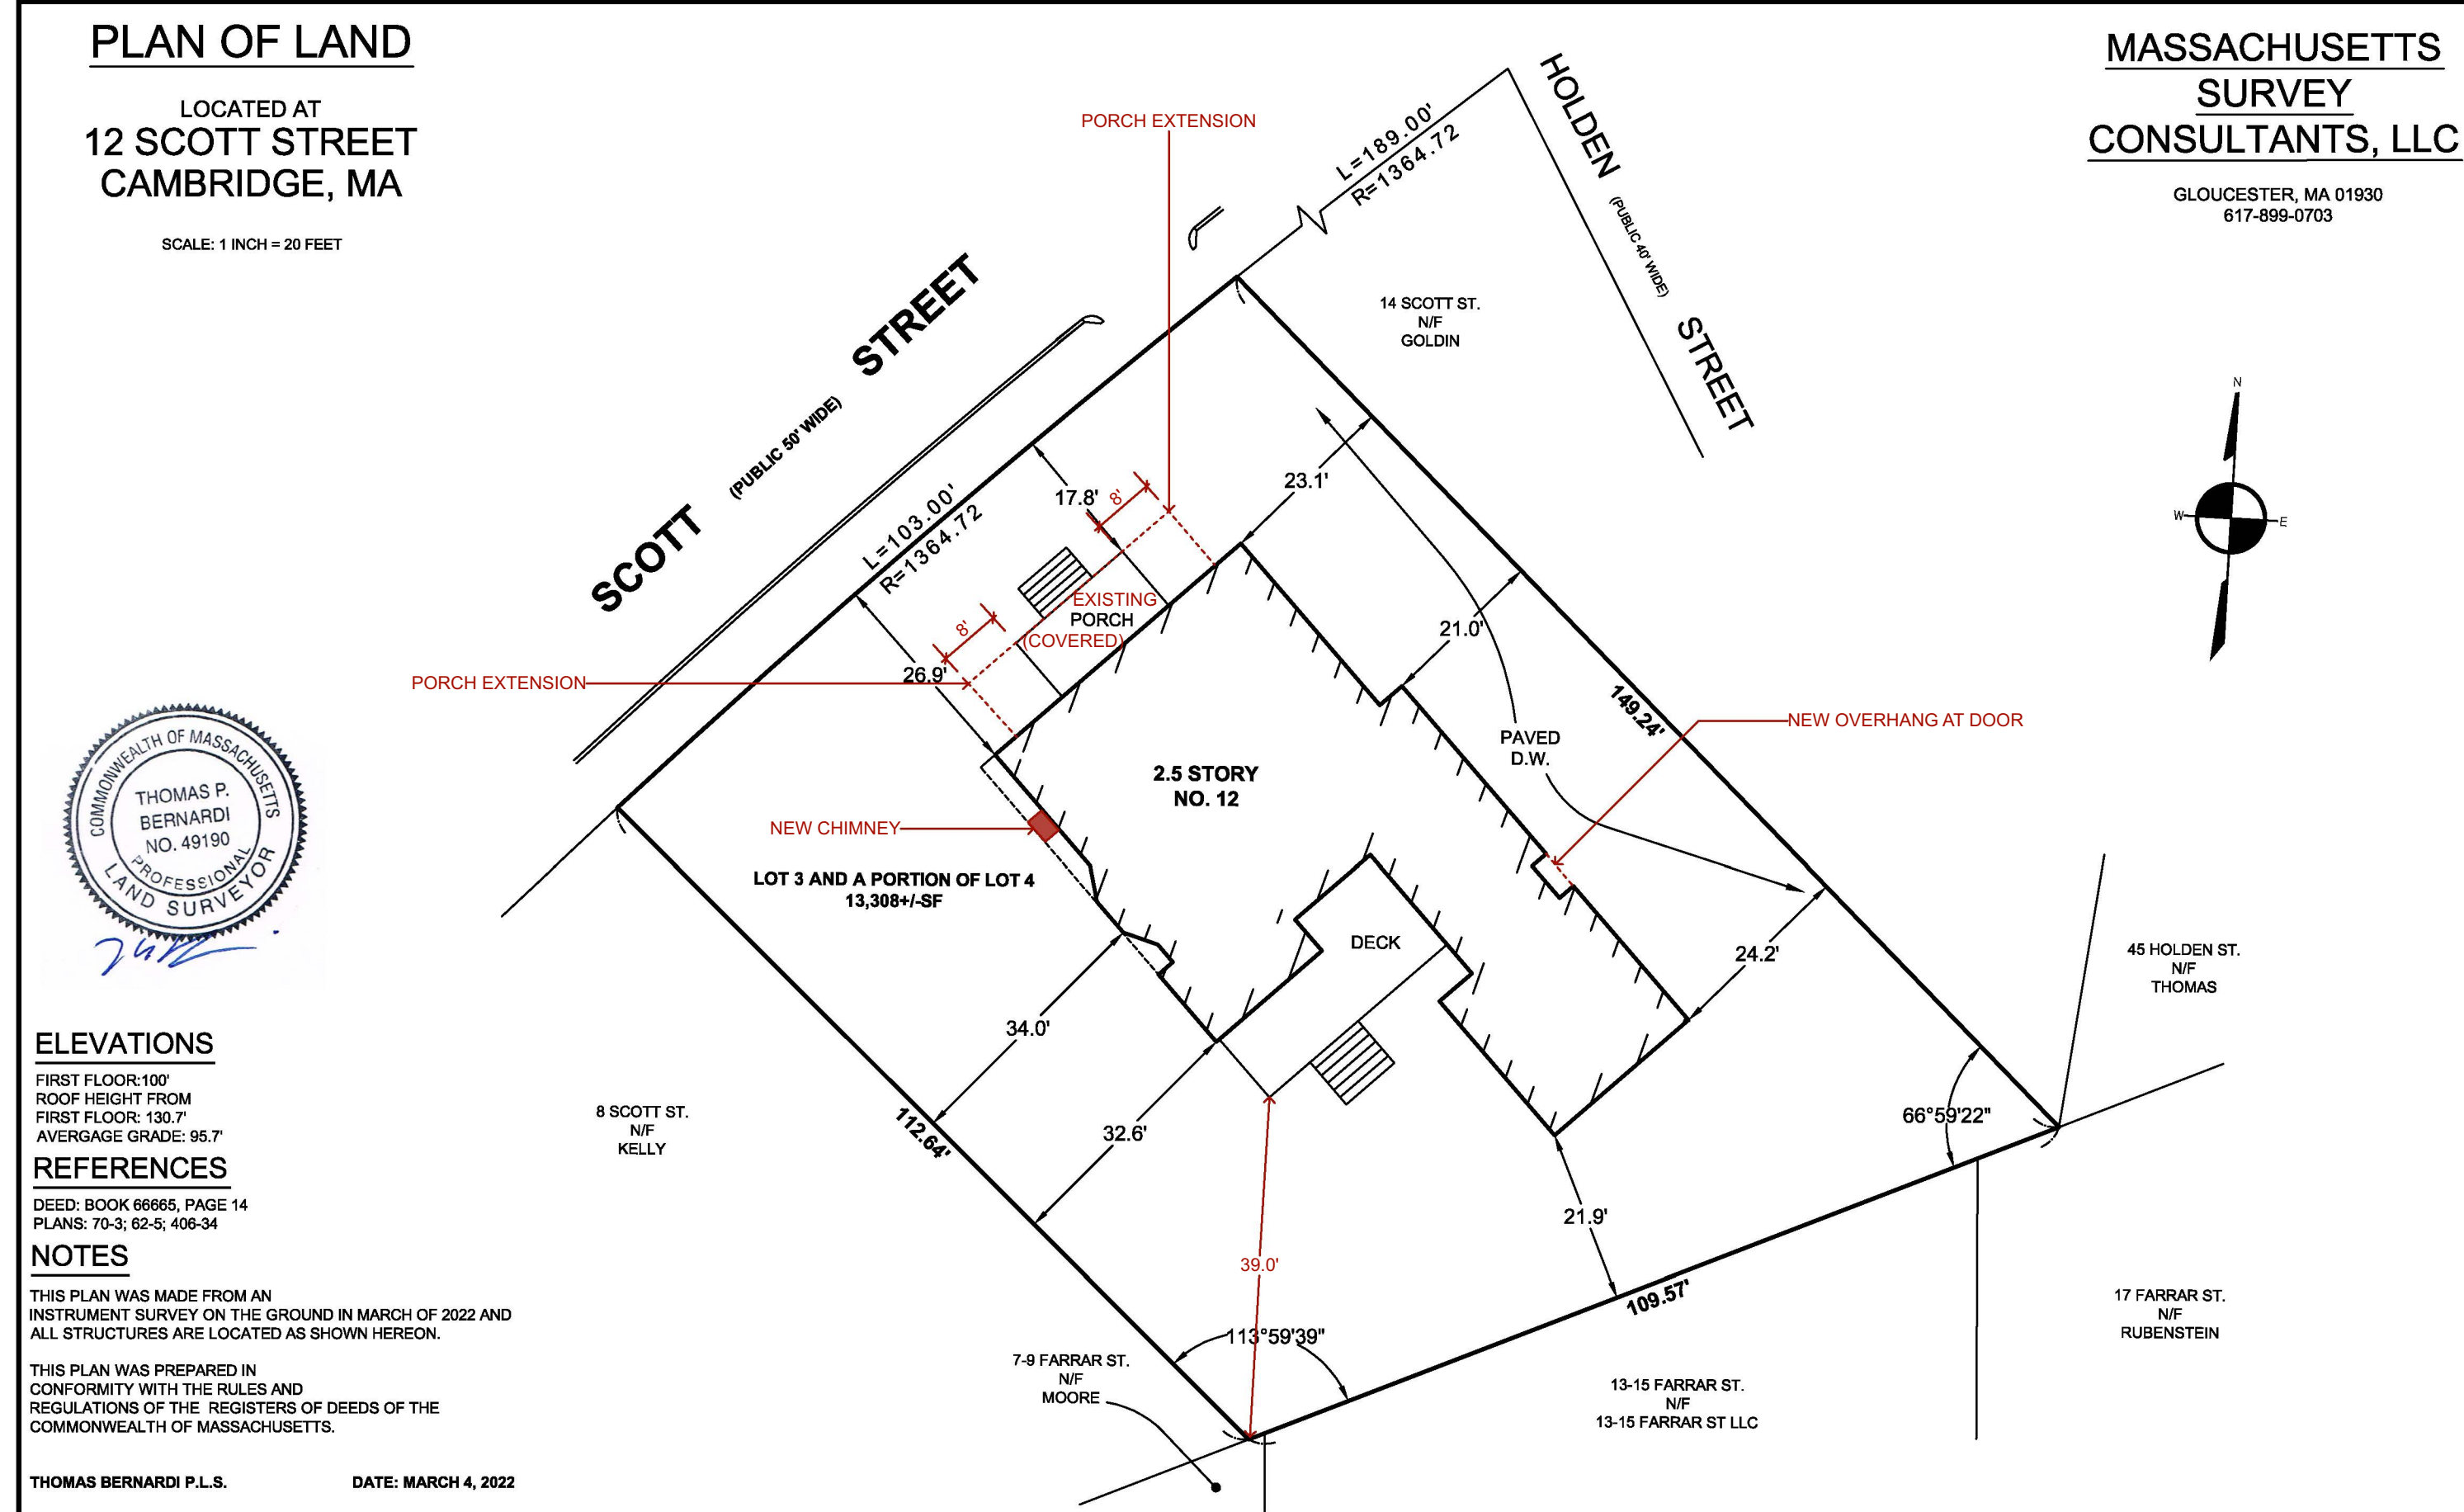 PLAN OF LAND
LOCATED AT
12 SCOTT STREET
CAMBRIDGE, MA
SCALE: 1 INCH = 20 FEET
MASSACHUSETTS
SURVEY
CONSULTANTS, LLC
GLOUCESTER, MA 01930
617-899-0703
PORCH EXTENSION
L=189.00'
R=1364.72
HOLDEN
(PUBLIC 40' WIDE)
STREET
14 SCOTT ST.
N/F
GOLDIN
SCOTT
(PUBLIC 50' WIDE)
STREET
L=103.00'
R=1364.72
17.8'
8'
23.1'
N
W
E
8'
EXISTING
PORCH
(COVERED)
26.9'
21.0'
PORCH EXTENSION
149.24'
NEW OVERHANG AT DOOR
PAVED
D.W.
2.5 STORY
NO. 12
NEW CHIMNEY
LOT 3 AND A PORTION OF LOT 4
13,308+/-SF
DECK
24.2'
45 HOLDEN ST.
N/F
THOMAS
34.0'
32.6'
112.64'
8 SCOTT ST.
N/F
KELLY
66°59'22"
21.9'
39.0'
109.57'
113°59'39"
17 FARRAR ST.
N/F
RUBENSTEIN
7-9 FARRAR ST.
N/F
MOORE
13-15 FARRAR ST.
N/F
13-15 FARRAR ST LLC
COMMONWEALTH OF MASSACHUSETTS
THOMAS P.
BERNARDI
NO. 49190
PROFESSIONAL
LAND SURVEYOR
ELEVATIONS
FIRST FLOOR:100'
ROOF HEIGHT FROM
FIRST FLOOR: 130.7'
AVERGAGE GRADE: 95.7'
REFERENCES
DEED: BOOK 66665, PAGE 14
PLANS: 70-3; 62-5; 406-34
NOTES
THIS PLAN WAS MADE FROM AN
INSTRUMENT SURVEY ON THE GROUND IN MARCH OF 2022 AND
ALL STRUCTURES ARE LOCATED AS SHOWN HEREON.
THIS PLAN WAS PREPARED IN
CONFORMITY WITH THE RULES AND
REGULATIONS OF THE REGISTERS OF DEEDS OF THE
COMMONWEALTH OF MASSACHUSETTS.
THOMAS BERNARDI P.L.S. DATE: MARCH 4, 2022